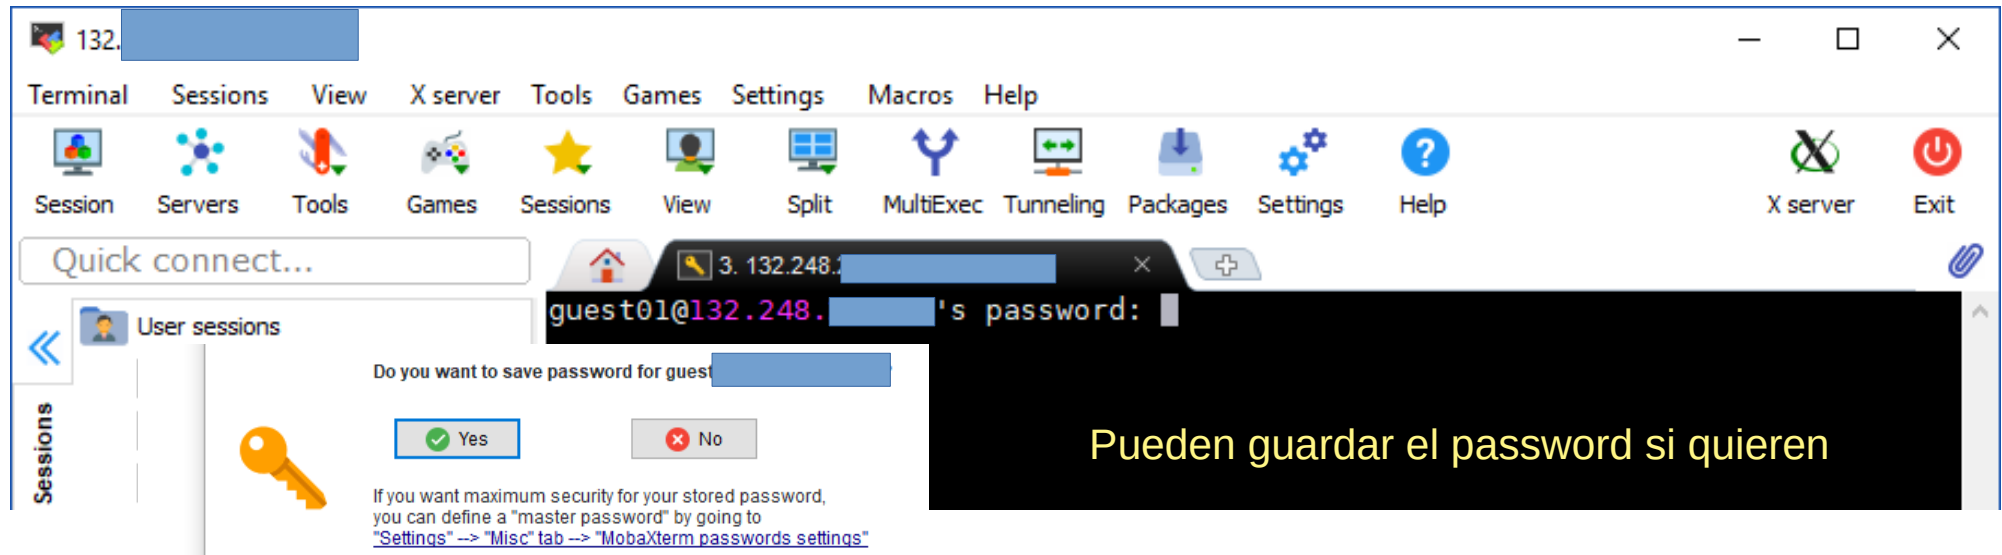 132.
Terminal Sessions View X server Tools Games Settings Macros Help
Session Servers Tools Games Sessions View Split MultiExec Tunneling Packages Settings Help X server Exit
Quick connect...
3. 132.248.
guest01@132.248. 's password:
User sessions
Sessions
Do you want to save password for guest
Yes No
Pueden guardar el password si quieren
If you want maximum security for your stored password,
you can define a "master password" by going to
"Settings" --> "Misc" tab --> "MobaXterm passwords settings"